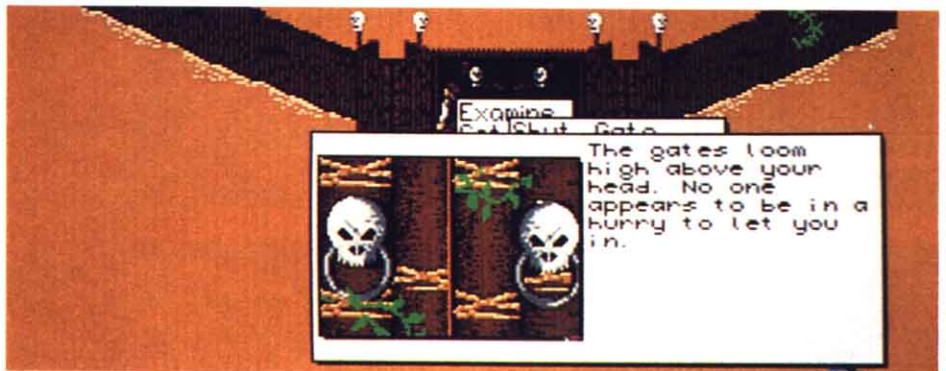 Examine
Shut Gate
The gates loom
high above your
head. No one
appears to be in a
hurry to let you
in.